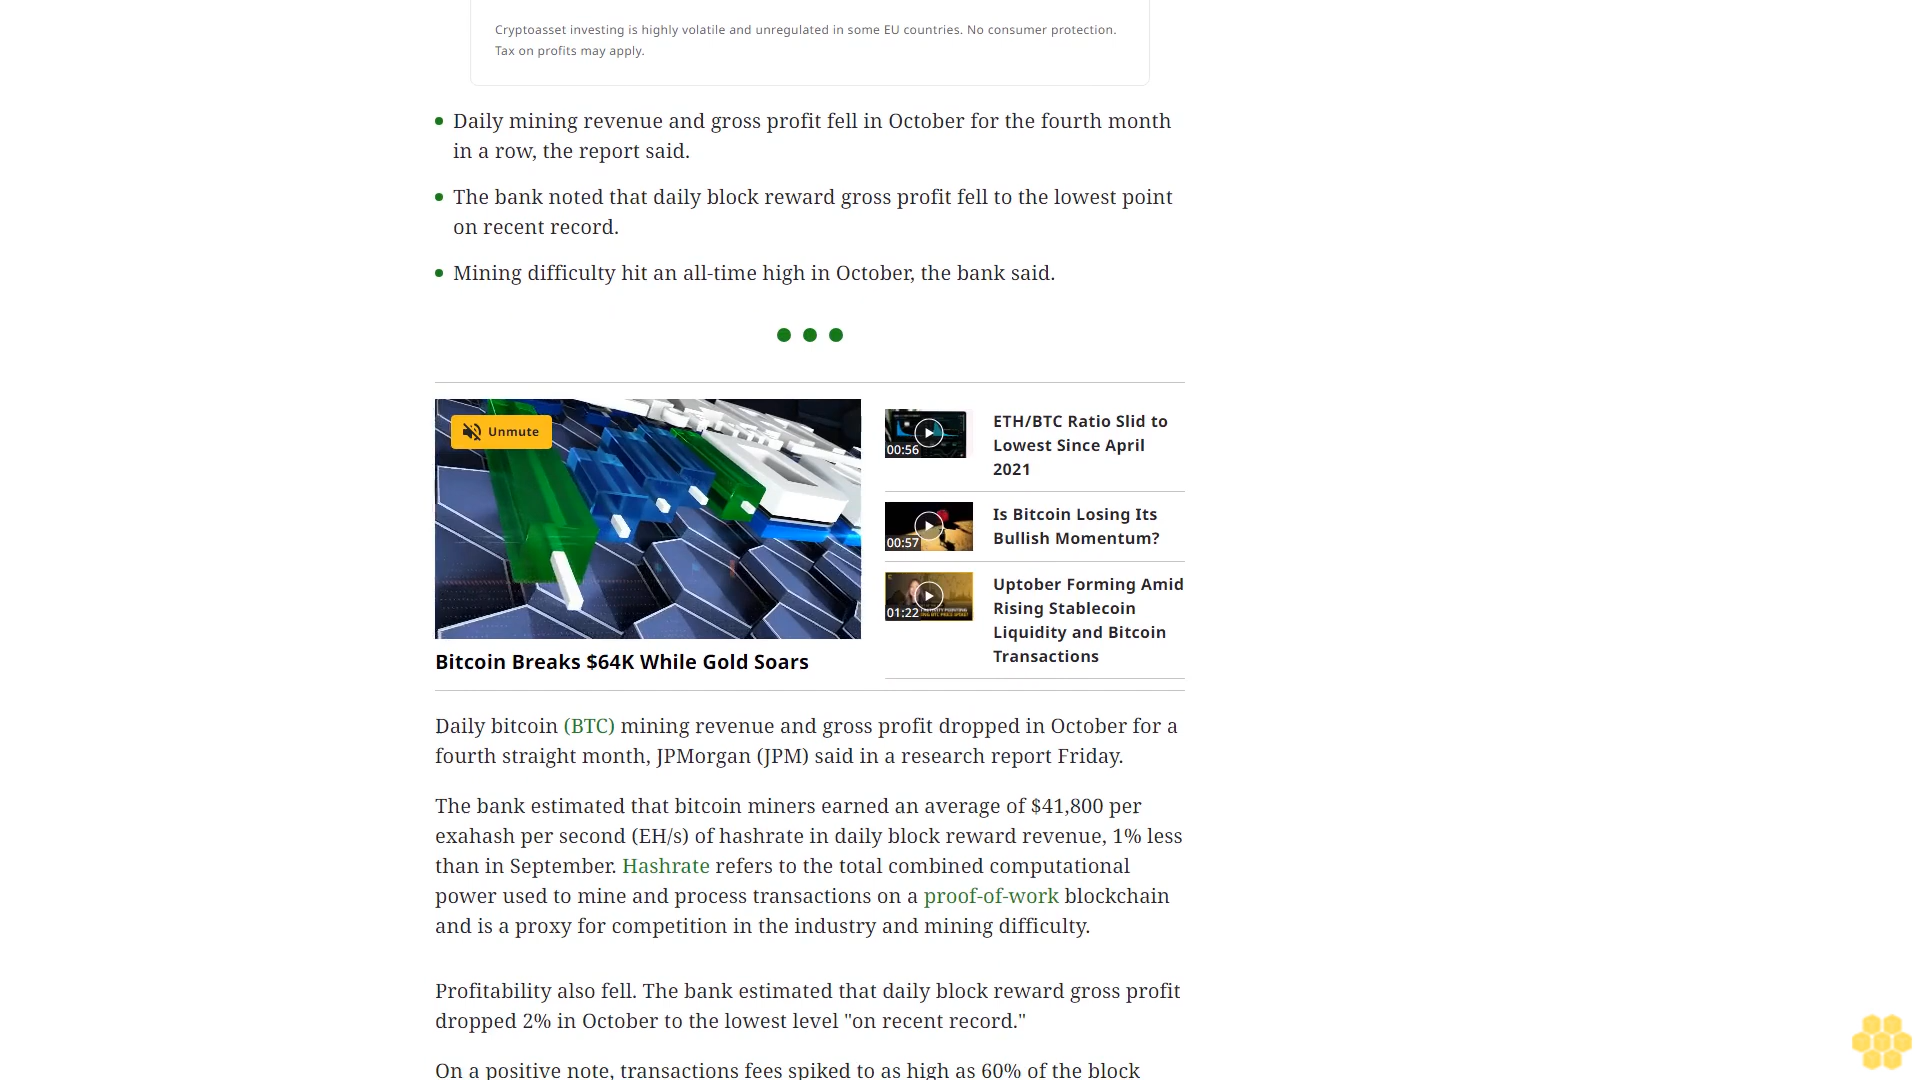 Cryptoasset investing is highly volatile and unregulated in some EU countries. No consumer protection.
Tax on profits may apply.
Daily mining revenue and gross profit fell in October for the fourth month
in a row, the report said.
The bank noted that daily block reward gross profit fell to the lowest point
on recent record.
Mining difficulty hit an all-time high in October, the bank said.
Unmute
Bitcoin Breaks $64K While Gold Soars
00:56
ETH/BTC Ratio Slid to
Lowest Since April
2021
00:57
Is Bitcoin Losing Its
Bullish Momentum?
01:22
Uptober Forming Amid
Rising Stablecoin
Liquidity and Bitcoin
Transactions
Daily bitcoin (BTC) mining revenue and gross profit dropped in October for a
fourth straight month, JPMorgan (JPM) said in a research report Friday.
The bank estimated that bitcoin miners earned an average of $41,800 per
exahash per second (EH/s) of hashrate in daily block reward revenue, 1% less
than in September. Hashrate refers to the total combined computational
power used to mine and process transactions on a proof-of-work blockchain
and is a proxy for competition in the industry and mining difficulty.
Profitability also fell. The bank estimated that daily block reward gross profit
dropped 2% in October to the lowest level "on recent record."
On a positive note, transactions fees spiked to as high as 60% of the block